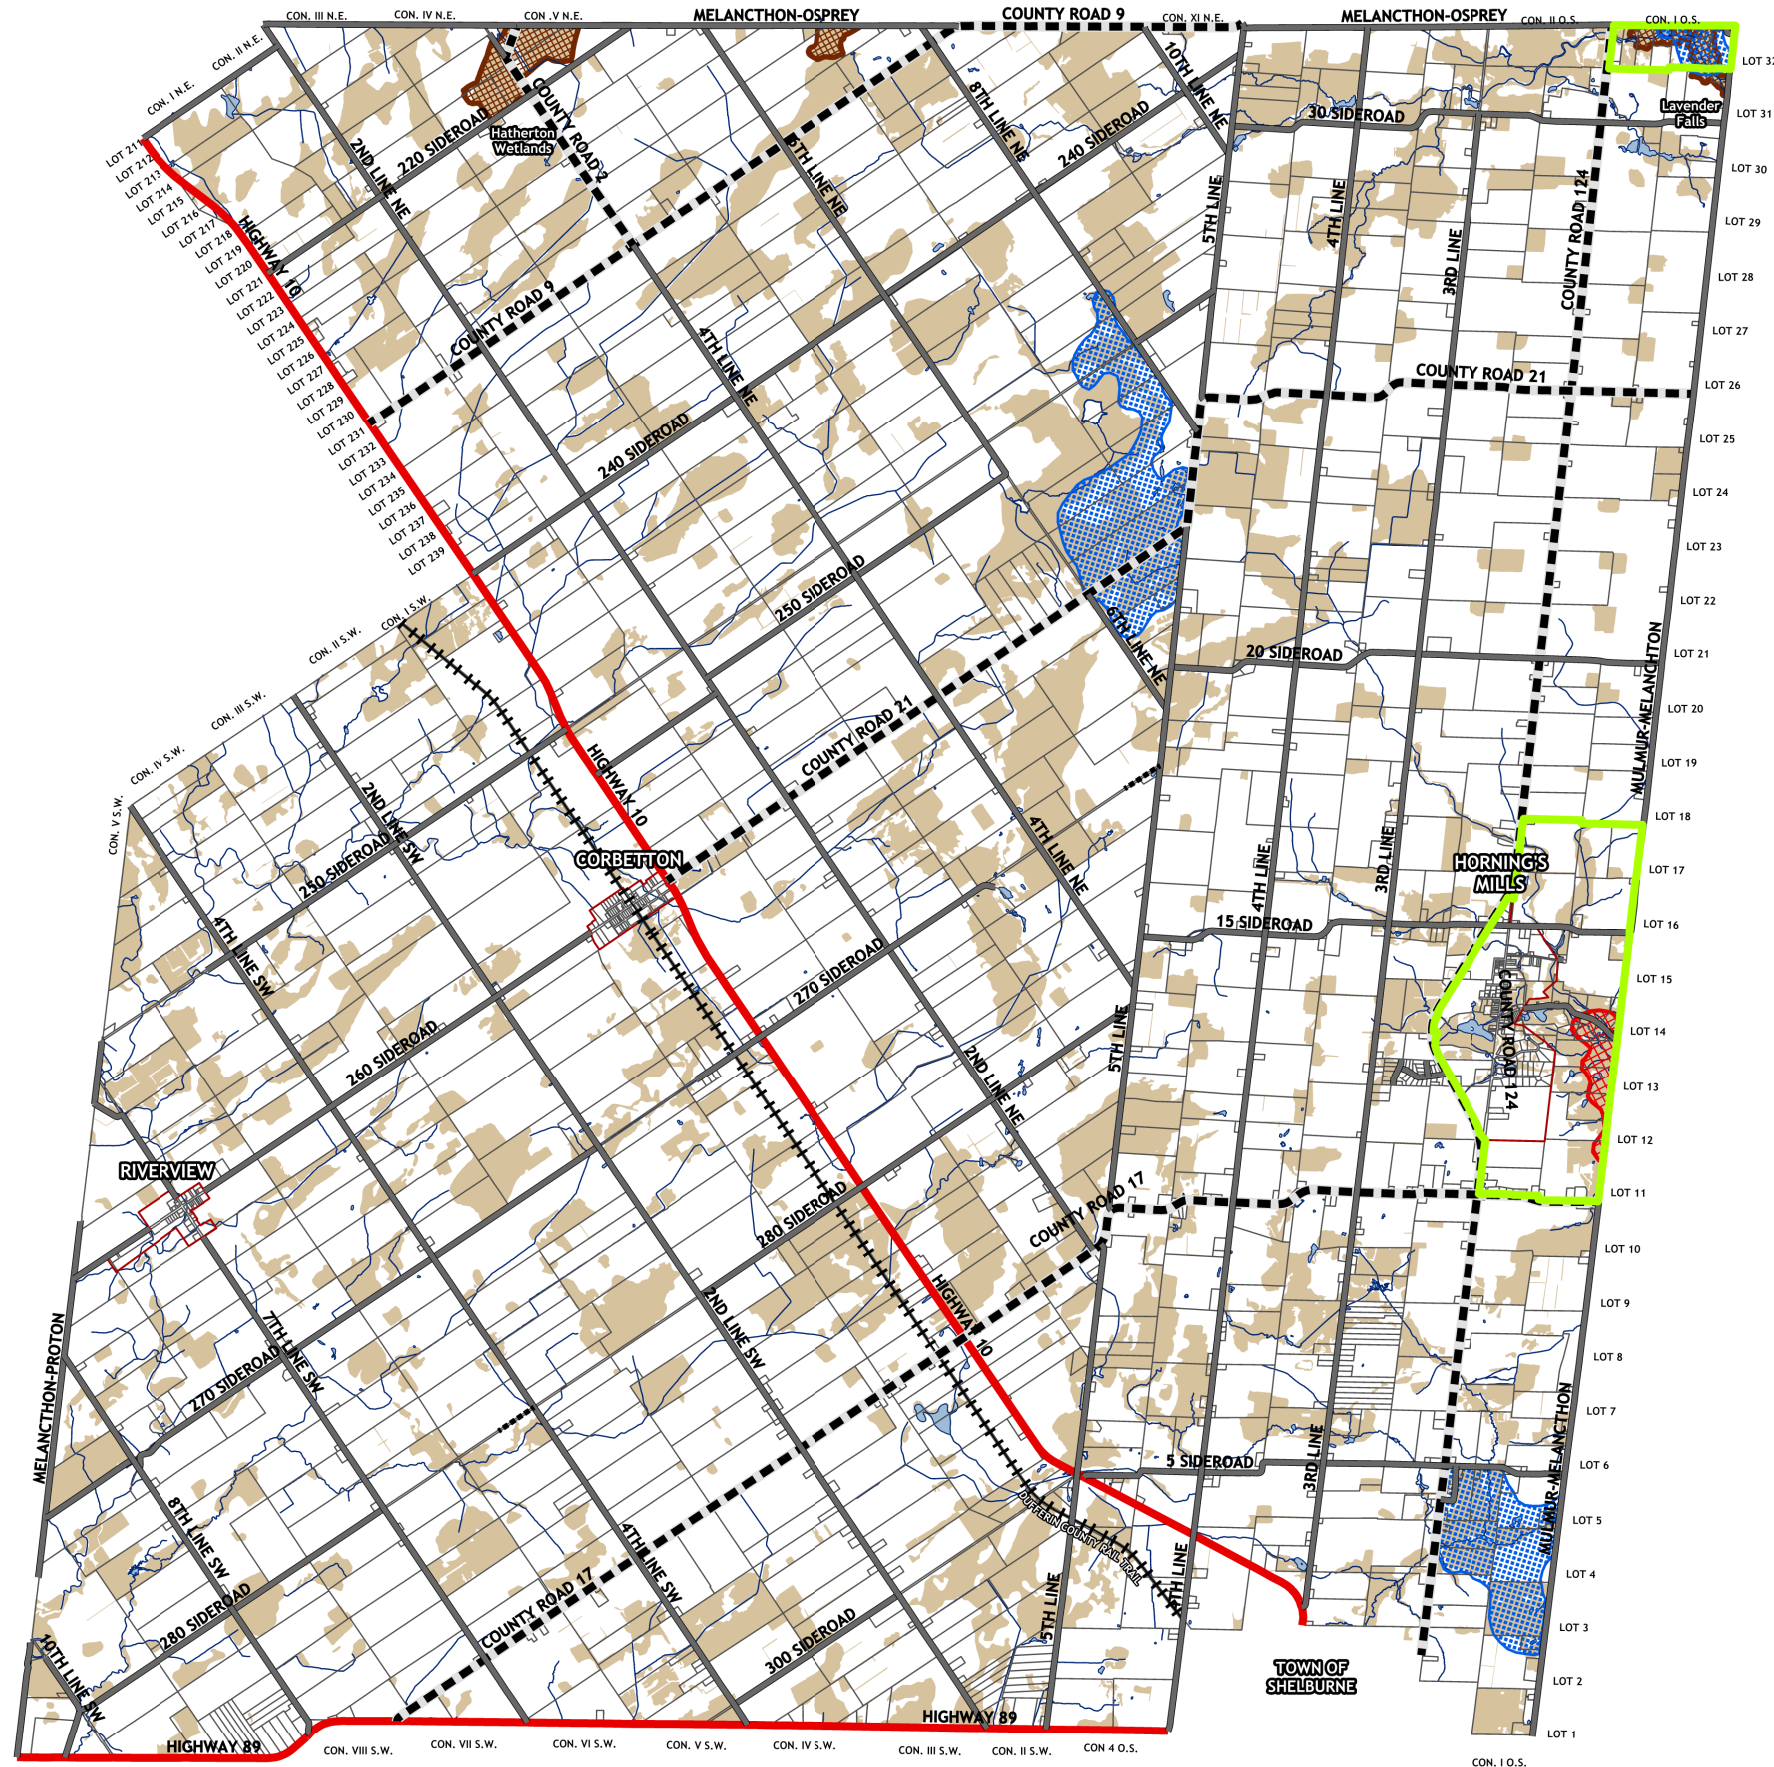 CON. III N.E.
CON. IV N.E.
CON. V N.E.
MELANCTHON-OSPREY
COUNTY ROAD 9
CON. XI N.E.
MELANCTHON-OSPREY
CON. II O.S.
CON. I O.S.
CON. II N.E.
CON. I N.E.
LOT 211
LOT 212
LOT 213
LOT 214
LOT 215
LOT 216
LOT 217
LOT 218
LOT 219
LOT 220
LOT 221
LOT 222
LOT 223
LOT 224
LOT 225
LOT 226
LOT 227
LOT 228
LOT 229
LOT 230
LOT 231
LOT 232
LOT 233
LOT 234
LOT 235
LOT 236
LOT 237
LOT 238
LOT 239
HIGHWAY 10
2ND LINE NE
220 SIDEROAD
Hatherton
Wetlands
COUNTY ROAD 2
COUNTY ROAD 9
4TH LINE NE
240 SIDEROAD
8TH LINE NE
10TH LINE NE
240 SIDEROAD
30 SIDEROAD
Lavender
Falls
5TH LINE
4TH LINE
3RD LINE
COUNTY ROAD 124
COUNTY ROAD 21
250 SIDEROAD
6TH LINE NE
20 SIDEROAD
MULMUR-MELANCHTON
LOT 32
LOT 31
LOT 30
LOT 29
LOT 28
LOT 27
LOT 26
LOT 25
LOT 24
LOT 23
LOT 22
LOT 21
LOT 20
LOT 19
LOT 18
LOT 17
LOT 16
LOT 15
LOT 14
LOT 13
LOT 12
LOT 11
LOT 10
LOT 9
LOT 8
LOT 7
LOT 6
LOT 5
LOT 4
LOT 3
LOT 2
LOT 1
CON. I S.W.
CON. II S.W.
CON. III S.W.
CON. IV S.W.
CON. V S.W.
COUNTY ROAD 21
HIGHWAY 10
2ND LINE SW
250 SIDEROAD
CORBETTON
4TH LINE NE
4TH LINE
3RD LINE
HORNING'S
MILLS
15 SIDEROAD
4TH LINE SW
270 SIDEROAD
COUNTY ROAD 124
260 SIDEROAD
2ND LINE NE
5TH LINE
RIVERVIEW
280 SIDEROAD
COUNTY ROAD 17
MELANCTHON-PROTON
270 SIDEROAD
7TH LINE SW
2ND LINE SW
HIGHWAY 10
5 SIDEROAD
3RD LINE
MULMUR-MELANCTHON
8TH LINE SW
DUFFERIN COUNTY RAIL TRAIL
4TH LINE SW
COUNTY ROAD 17
280 SIDEROAD
10TH LINE SW
300 SIDEROAD
5TH LINE
4TH LINE
TOWN OF
SHELBURNE
HIGHWAY 89
HIGHWAY 89
CON. VIII S.W.
CON. VII S.W.
CON. VI S.W.
CON. V S.W.
CON. IV S.W.
CON. III S.W.
CON. II S.W.
CON 4 O.S.
CON. I O.S.